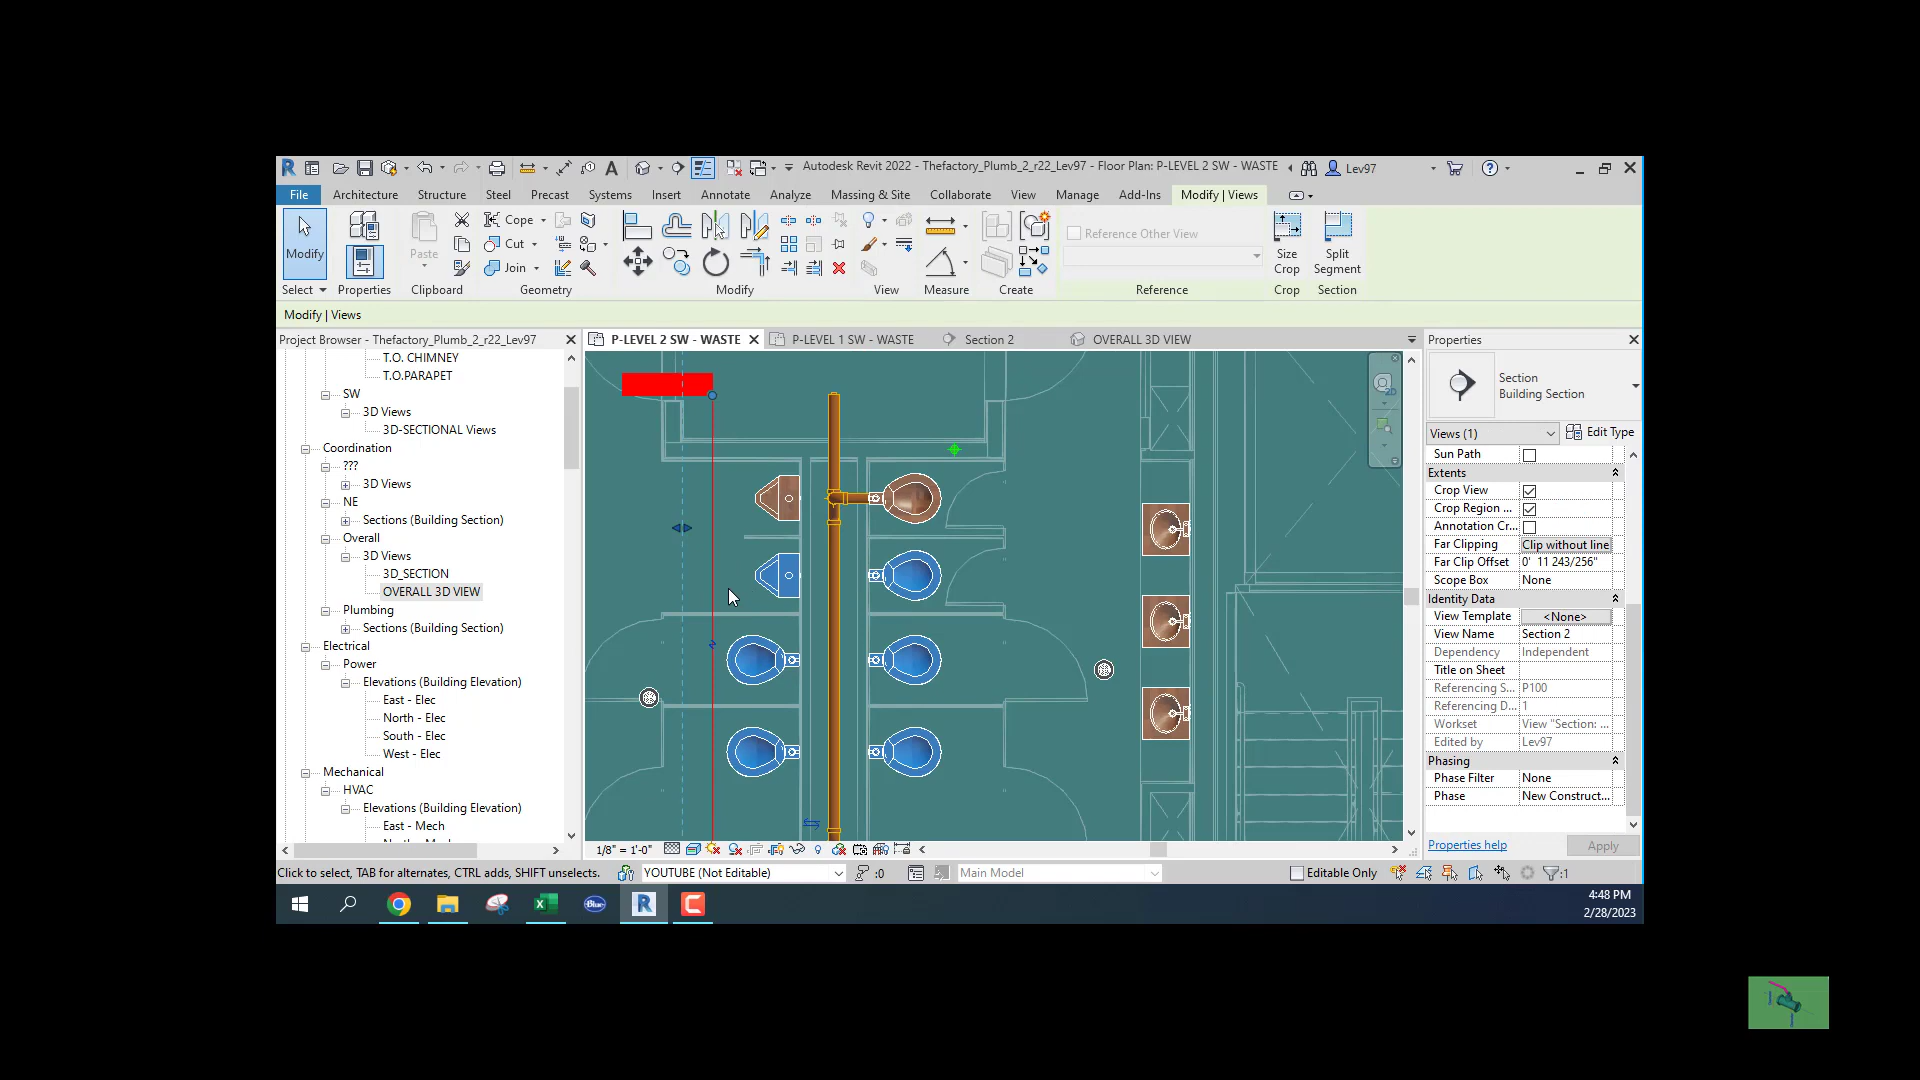 Autodesk Revit 2022 - Thefactory_Plumb_2_r22_Lev97 - Floor Plan: P-LEVEL 2 SW - WASTE
Lev97
File Architecture Structure Steel Precast Systems Insert Annotate Analyze Massing & Site Collaborate View Manage Add-Ins Modify | Views
Modify
Paste
Cope
Cut
Join
Reference Other View
Size Crop
Split Segment
Select Properties Clipboard Geometry Modify View Measure Create Reference Crop Section
Modify | Views
Project Browser - Thefactory_Plumb_2_r22_Lev97
T.O. CHIMNEY
T.O.PARAPET
SW
3D Views
3D-SECTIONAL Views
Coordination
???
3D Views
NE
Sections (Building Section)
Overall
3D Views
3D_SECTION
OVERALL 3D VIEW
Plumbing
Sections (Building Section)
Electrical
Power
Elevations (Building Elevation)
East - Elec
North - Elec
South - Elec
West - Elec
Mechanical
HVAC
Elevations (Building Elevation)
East - Mech
P-LEVEL 2 SW - WASTE
P-LEVEL 1 SW - WASTE
Section 2
OVERALL 3D VIEW
2D
1/8" = 1'-0"
Properties
Section
Building Section
Views (1)
Edit Type
Sun Path
Extents
Crop View
Crop Region ...
Annotation Cr...
Far Clipping Clip without line
Far Clip Offset 0' 11 243/256"
Scope Box None
Identity Data
View Template <None>
View Name Section 2
Dependency Independent
Title on Sheet
Referencing S... P100
Referencing D... 1
Workset View "Section: ...
Edited by Lev97
Phasing
Phase Filter None
Phase New Construct...
Properties help
Apply
Click to select, TAB for alternates, CTRL adds, SHIFT unselects.
YOUTUBE (Not Editable)
:0
Main Model
Editable Only
:1
Blue
4:48 PM
2/28/2023